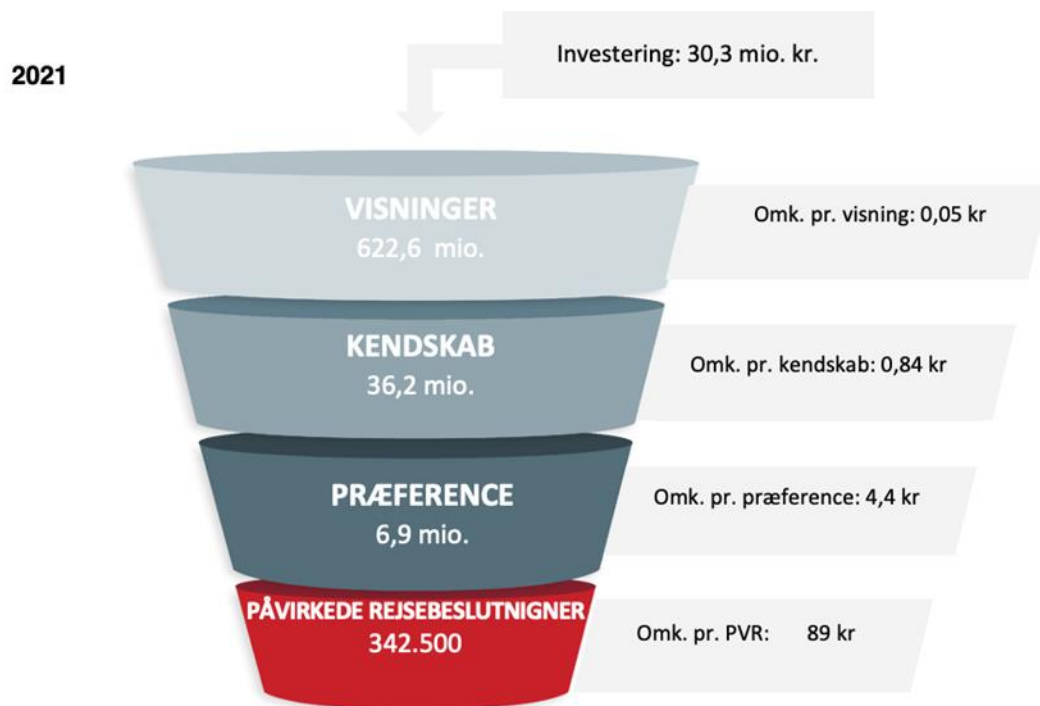 2021
Investering: 30,3 mio. kr.
VISNINGER
622,6 mio.
Omk. pr. visning: 0,05 kr
KENDSKAB
36,2 mio.
Omk. pr. kendskab: 0,84 kr
PRÆFERENCE
6,9 mio.
Omk. pr. præference: 4,4 kr
PÅVIRKEDE REJSEBESLUTNIGNER
342.500
Omk. pr. PVR: 89 kr